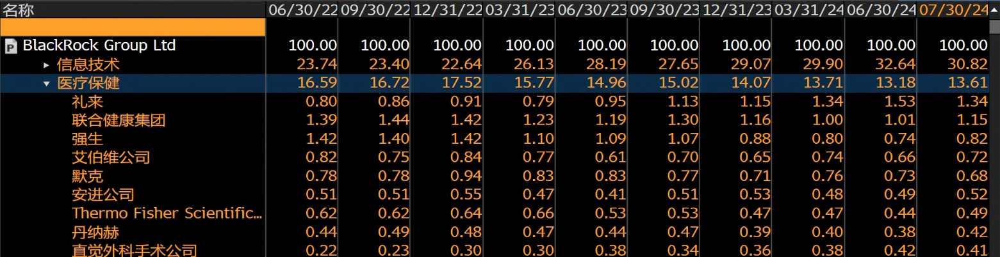 名称 06/30/22 09/30/22 12/31/22 03/31/23 06/30/23 09/30/23 12/31/23 03/31/24 06/30/24 07/30/24
P BlackRock Group Ltd 100.00 100.00 100.00 100.00 100.00 100.00 100.00 100.00 100.00 100.00
信息技术 23.74 23.40 22.64 26.13 28.19 27.65 29.07 29.90 32.64 30.82
医疗保健 16.59 16.72 17.52 15.77 14.96 15.02 14.07 13.71 13.18 13.61
礼来 0.80 0.86 0.91 0.79 0.95 1.13 1.15 1.34 1.53 1.34
联合健康集团 1.39 1.44 1.42 1.23 1.19 1.30 1.16 1.00 1.01 1.15
强生 1.42 1.40 1.42 1.10 1.09 1.07 0.88 0.80 0.74 0.82
艾伯维公司 0.82 0.75 0.84 0.77 0.61 0.70 0.65 0.74 0.66 0.72
默克 0.78 0.78 0.94 0.83 0.83 0.77 0.71 0.76 0.73 0.68
安进公司 0.51 0.51 0.55 0.47 0.41 0.51 0.53 0.48 0.49 0.52
Thermo Fisher Scientific... 0.62 0.62 0.64 0.66 0.53 0.53 0.47 0.47 0.44 0.49
丹纳赫 0.44 0.49 0.48 0.47 0.44 0.47 0.39 0.40 0.38 0.42
直觉外科手术公司 0.22 0.23 0.30 0.30 0.38 0.34 0.36 0.38 0.42 0.41